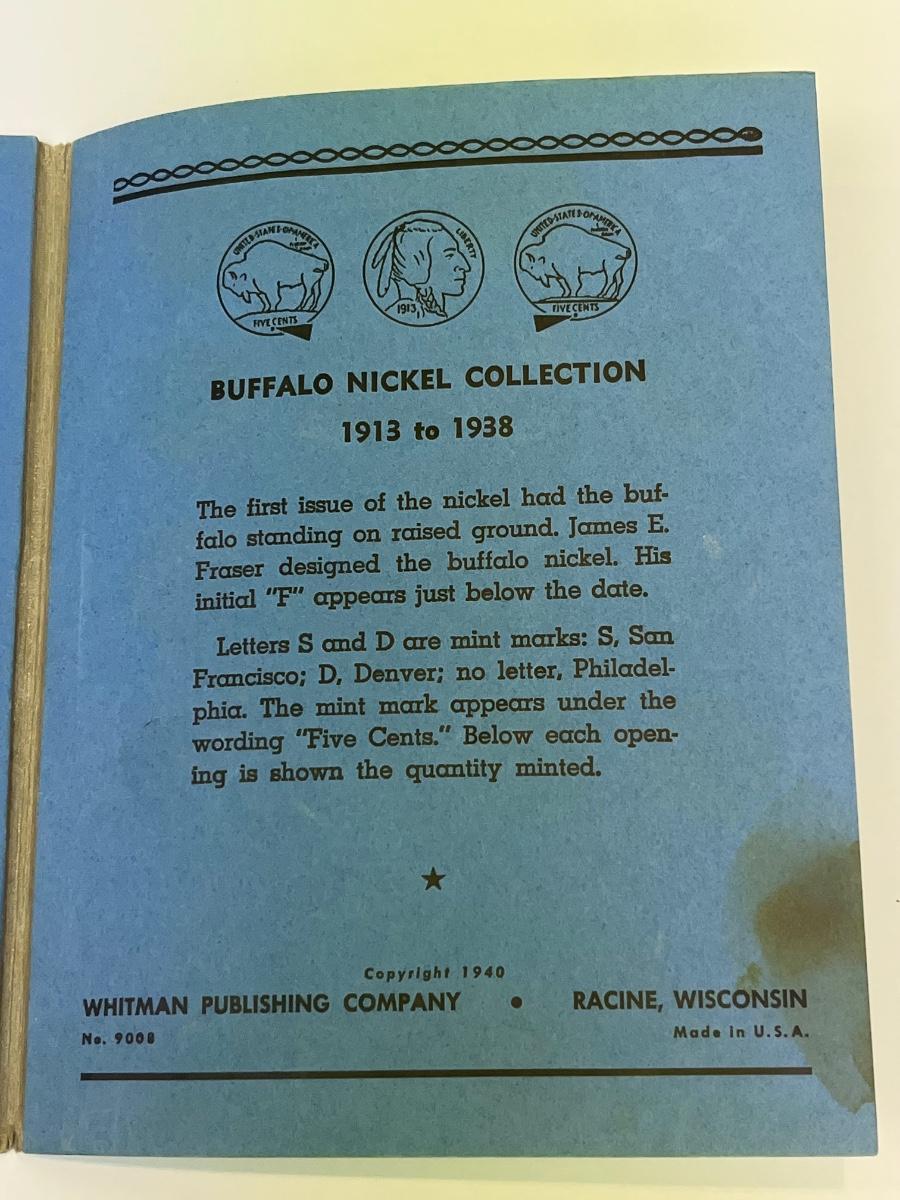 UNITED·STATES·OF·AMERICA
FIVE CENTS
LIBERTY
1913
UNITED·STATES·OF·AMERICA
FIVE CENTS
BUFFALO NICKEL COLLECTION
1913 to 1938
The first issue of the nickel had the buf-
falo standing on raised ground. James E.
Fraser designed the buffalo nickel. His
initial "F" appears just below the date.
Letters S and D are mint marks: S, San
Francisco; D, Denver; no letter, Philadel-
phia. The mint mark appears under the
wording "Five Cents." Below each open-
ing is shown the quantity minted.
Copyright 1940
WHITMAN PUBLISHING COMPANY • RACINE, WISCONSIN
No. 9008 Made in U.S.A.